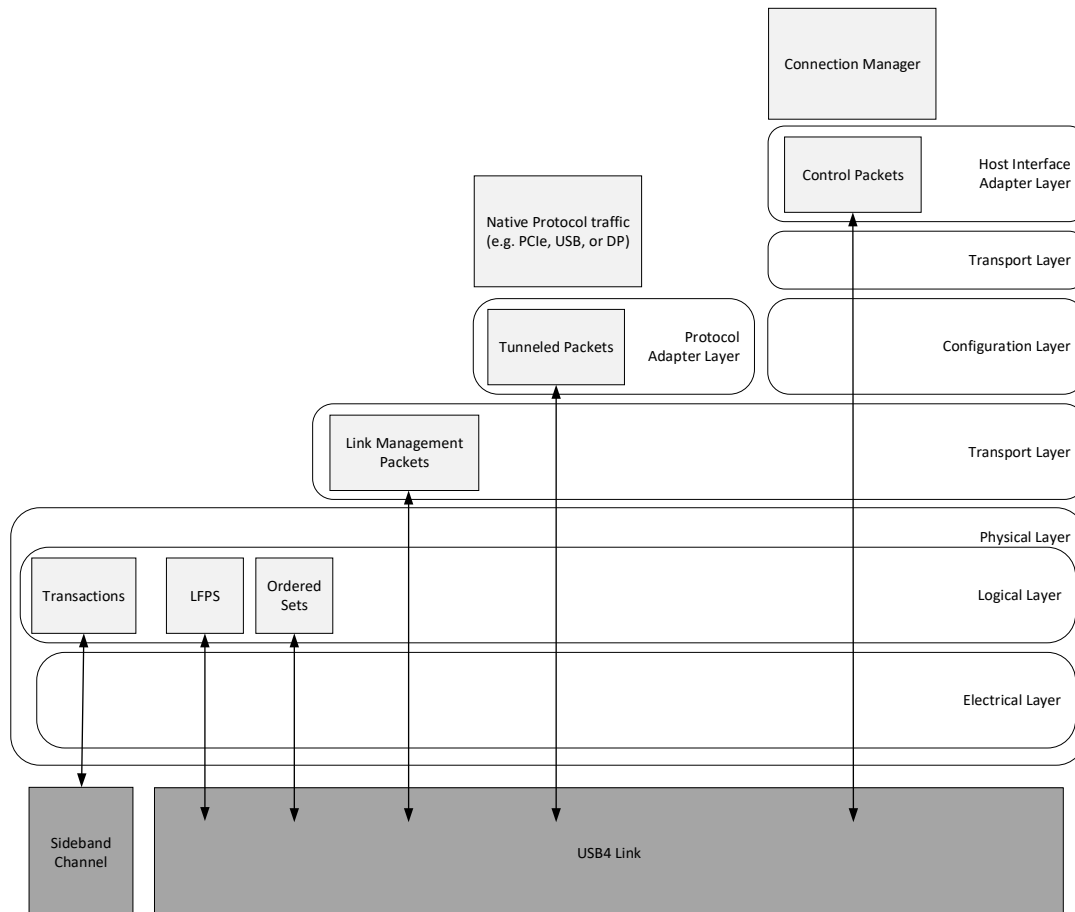 Connection Manager
Control Packets
Host Interface
Adapter Layer
Native Protocol traffic
(e.g. PCIe, USB, or DP)
Transport Layer
Tunneled Packets
Protocol
Adapter Layer
Configuration Layer
Link Management
Packets
Transport Layer
Physical Layer
Transactions
LFPS
Ordered
Sets
Logical Layer
Electrical Layer
Sideband
Channel
USB4 Link